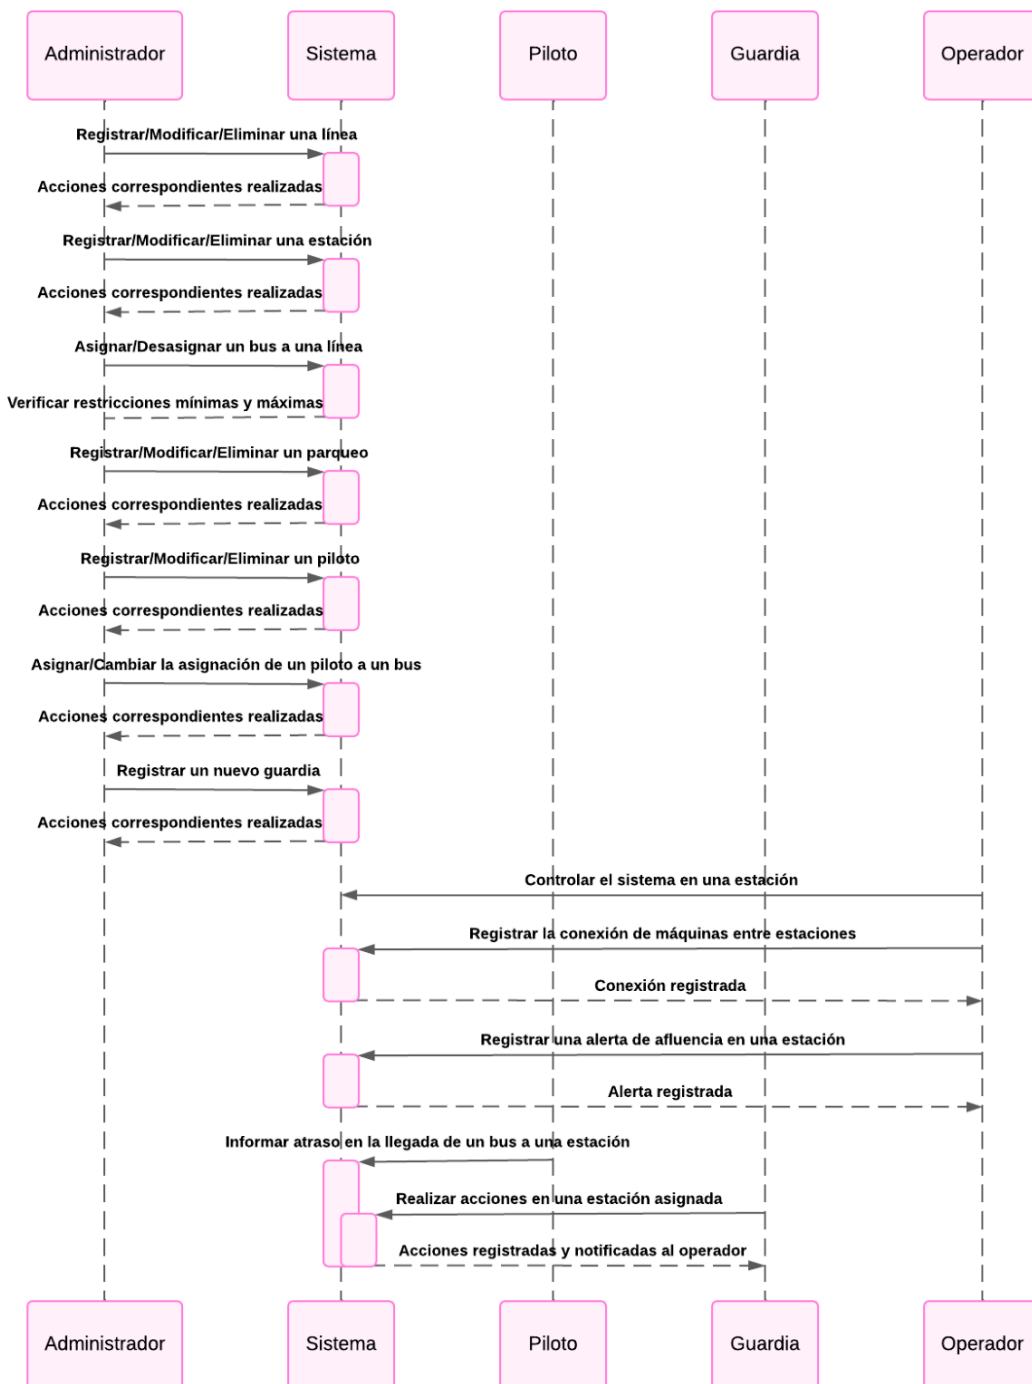 Administrador
Sistema
Piloto
Guardia
Operador
Registrar/Modificar/Eliminar una línea
Acciones correspondientes realizadas
Registrar/Modificar/Eliminar una estación
Acciones correspondientes realizadas
Asignar/Desasignar un bus a una línea
Verificar restricciones mínimas y máximas
Registrar/Modificar/Eliminar un parqueo
Acciones correspondientes realizadas
Registrar/Modificar/Eliminar un piloto
Acciones correspondientes realizadas
Asignar/Cambiar la asignación de un piloto a un bus
Acciones correspondientes realizadas
Registrar un nuevo guardia
Acciones correspondientes realizadas
Controlar el sistema en una estación
Registrar la conexión de máquinas entre estaciones
Conexión registrada
Registrar una alerta de afluencia en una estación
Alerta registrada
Informar atraso en la llegada de un bus a una estación
Realizar acciones en una estación asignada
Acciones registradas y notificadas al operador
Administrador
Sistema
Piloto
Guardia
Operador